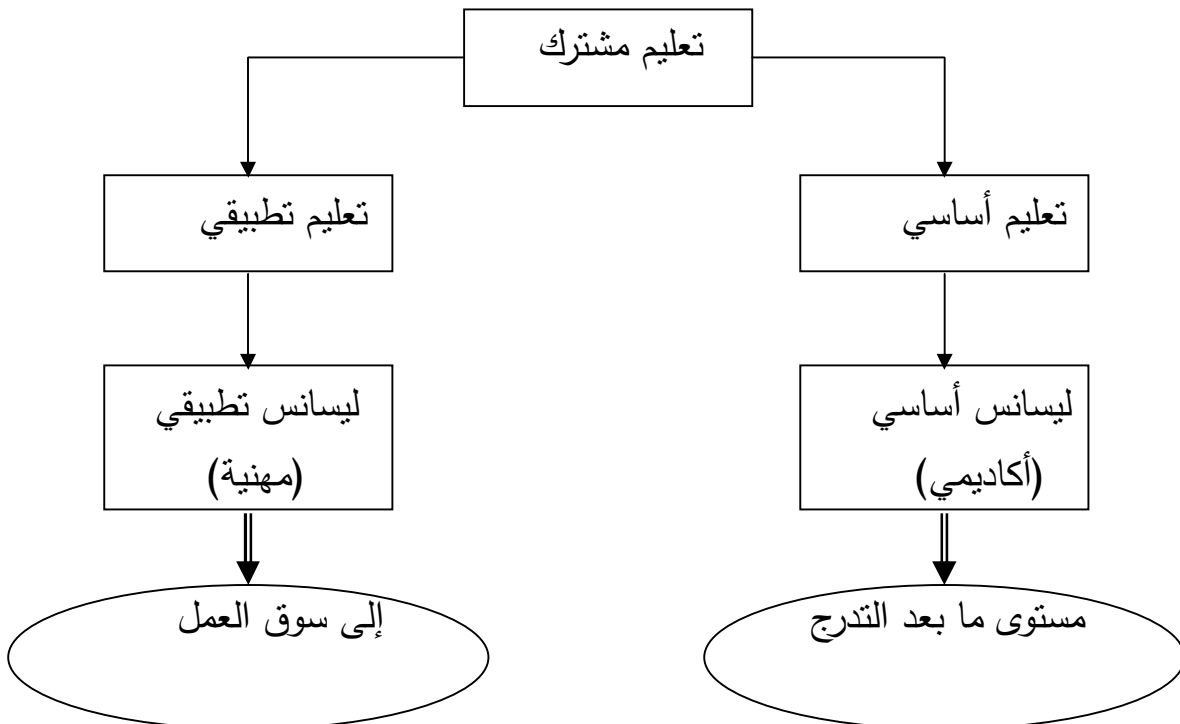 تعليم مشترك
تعليم أساسي
تعليم تطبيقي
ليسانس أساسي
(أكاديمي)
ليسانس تطبيقي
(مهنية)
مستوى ما بعد التدرج
إلى سوق العمل